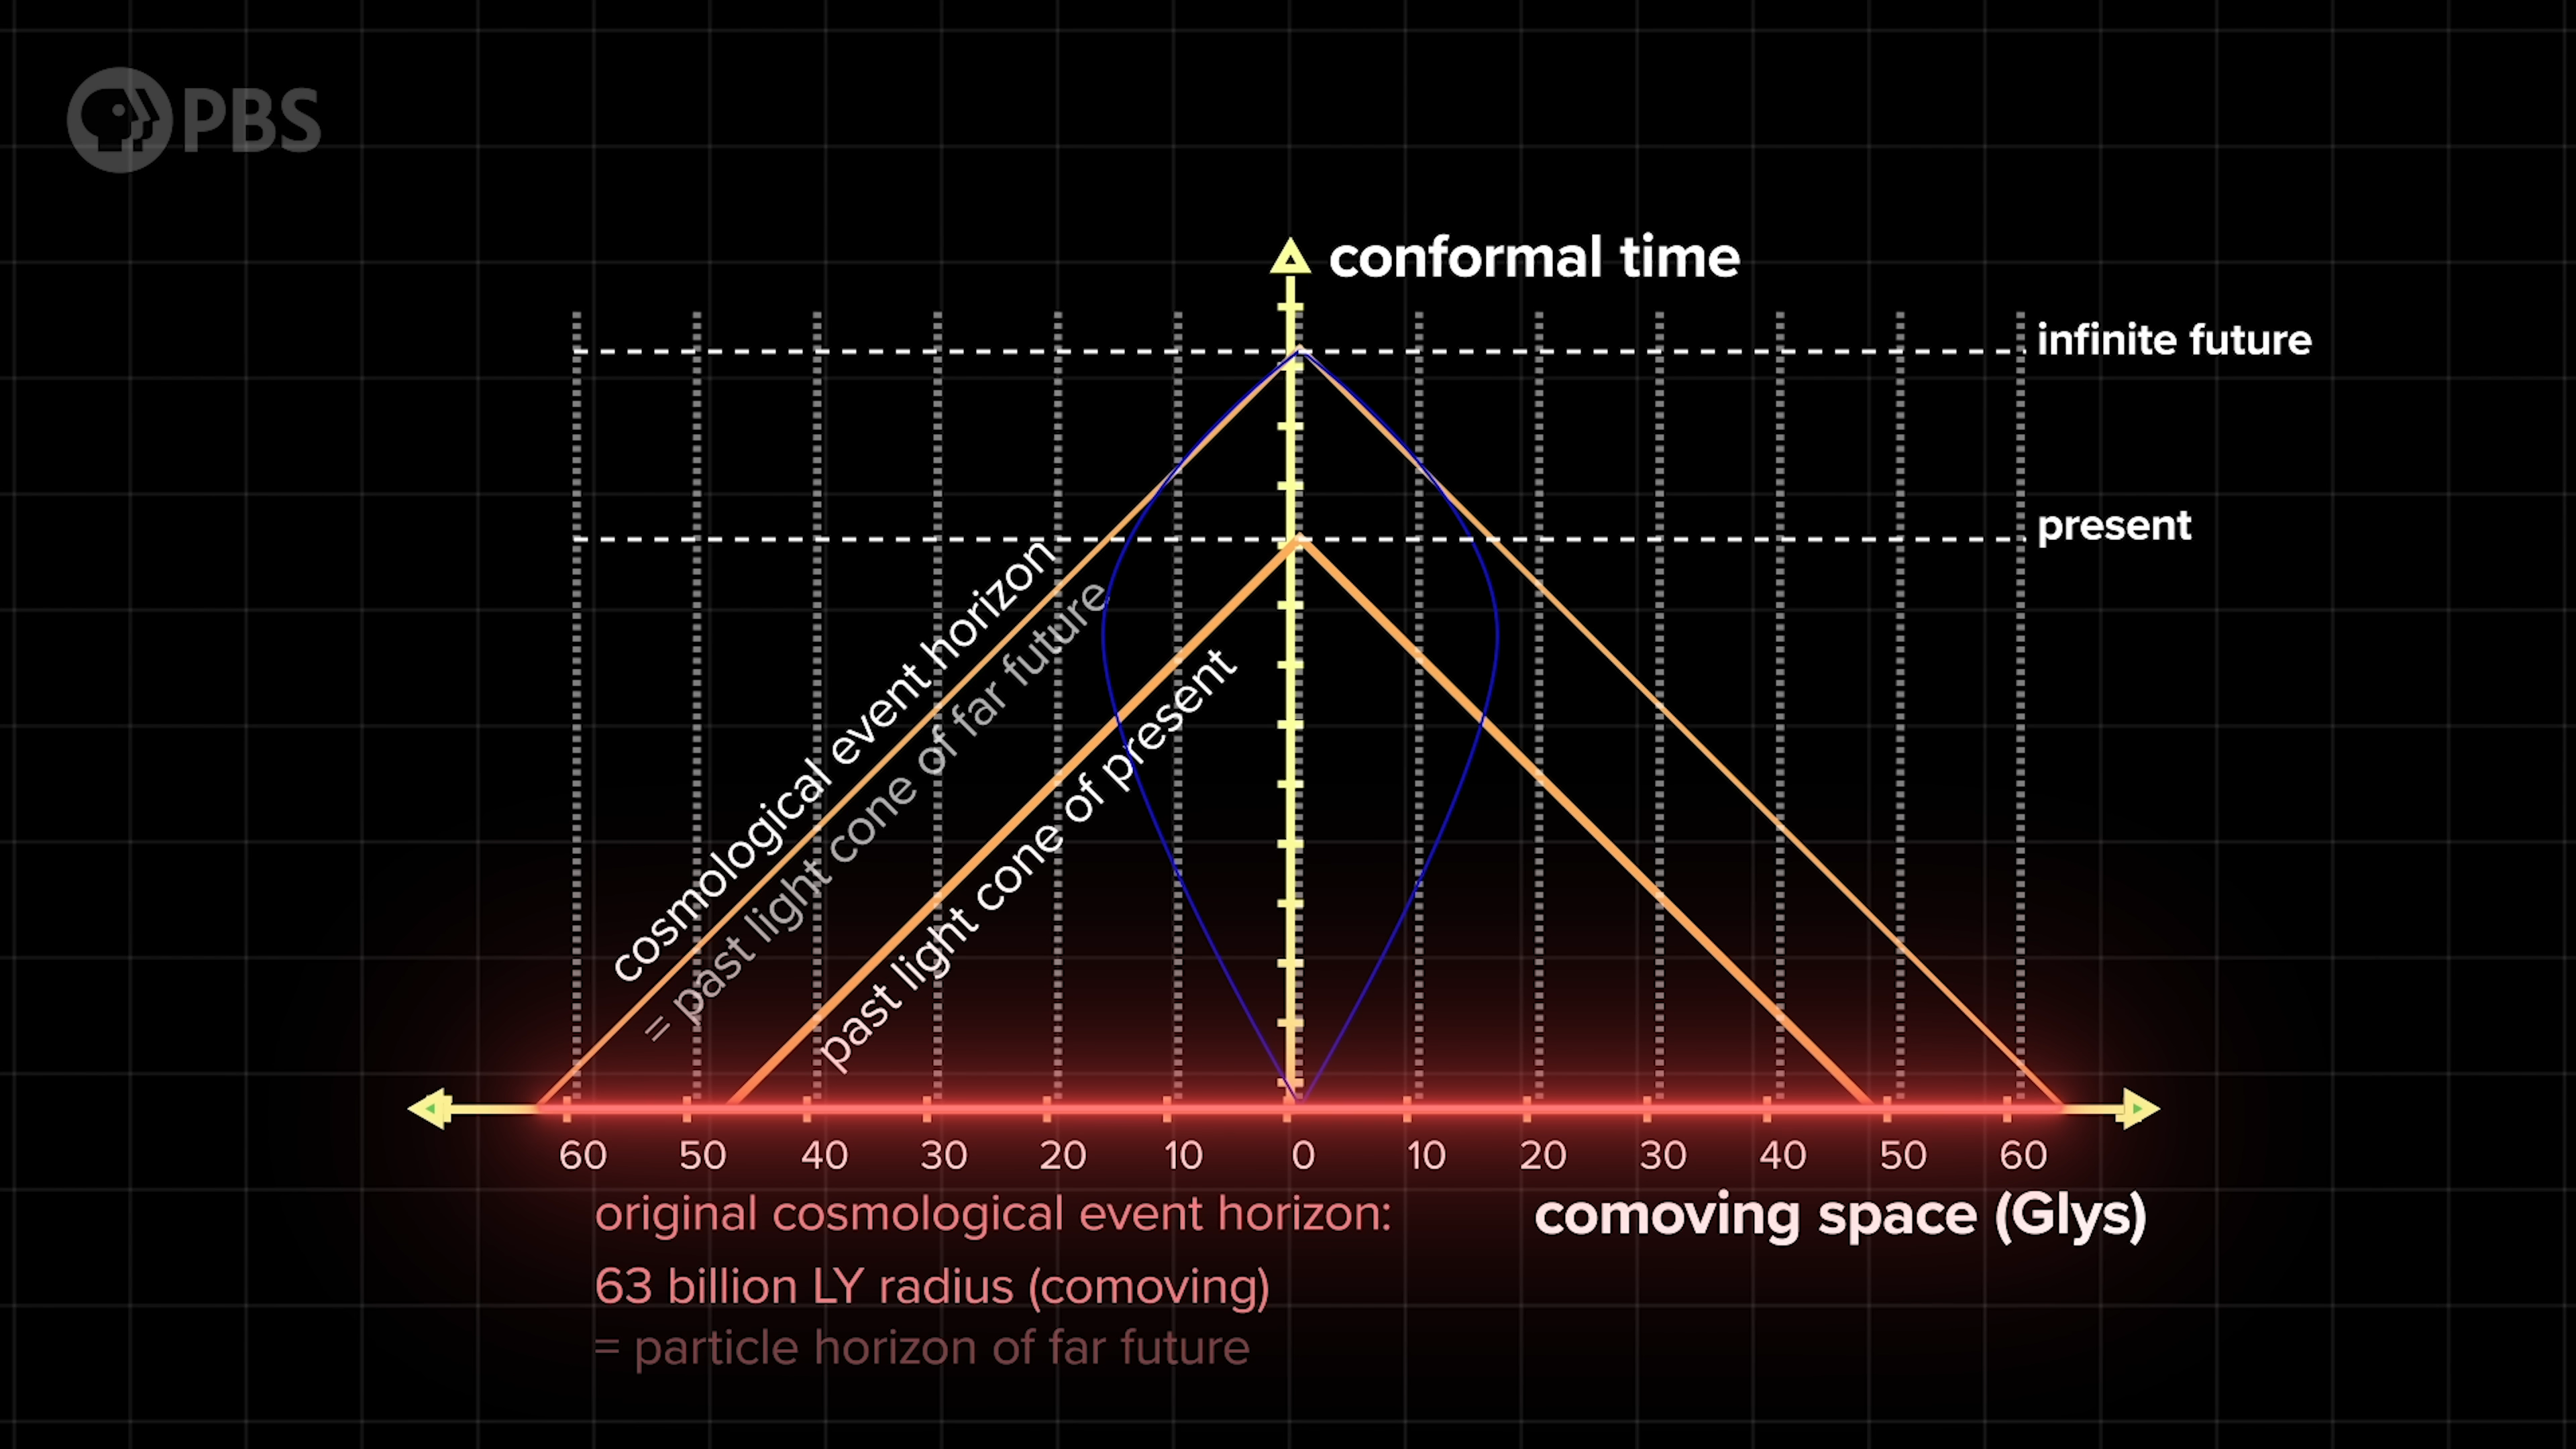 PBS
conformal time
infinite future
present
cosmological event horizon
= past light cone of far future
past light cone of present
60 50 40 30 20 10 0 10 20 30 40 50 60
original cosmological event horizon:
comoving space (Glys)
63 billion LY radius (comoving)
= particle horizon of far future